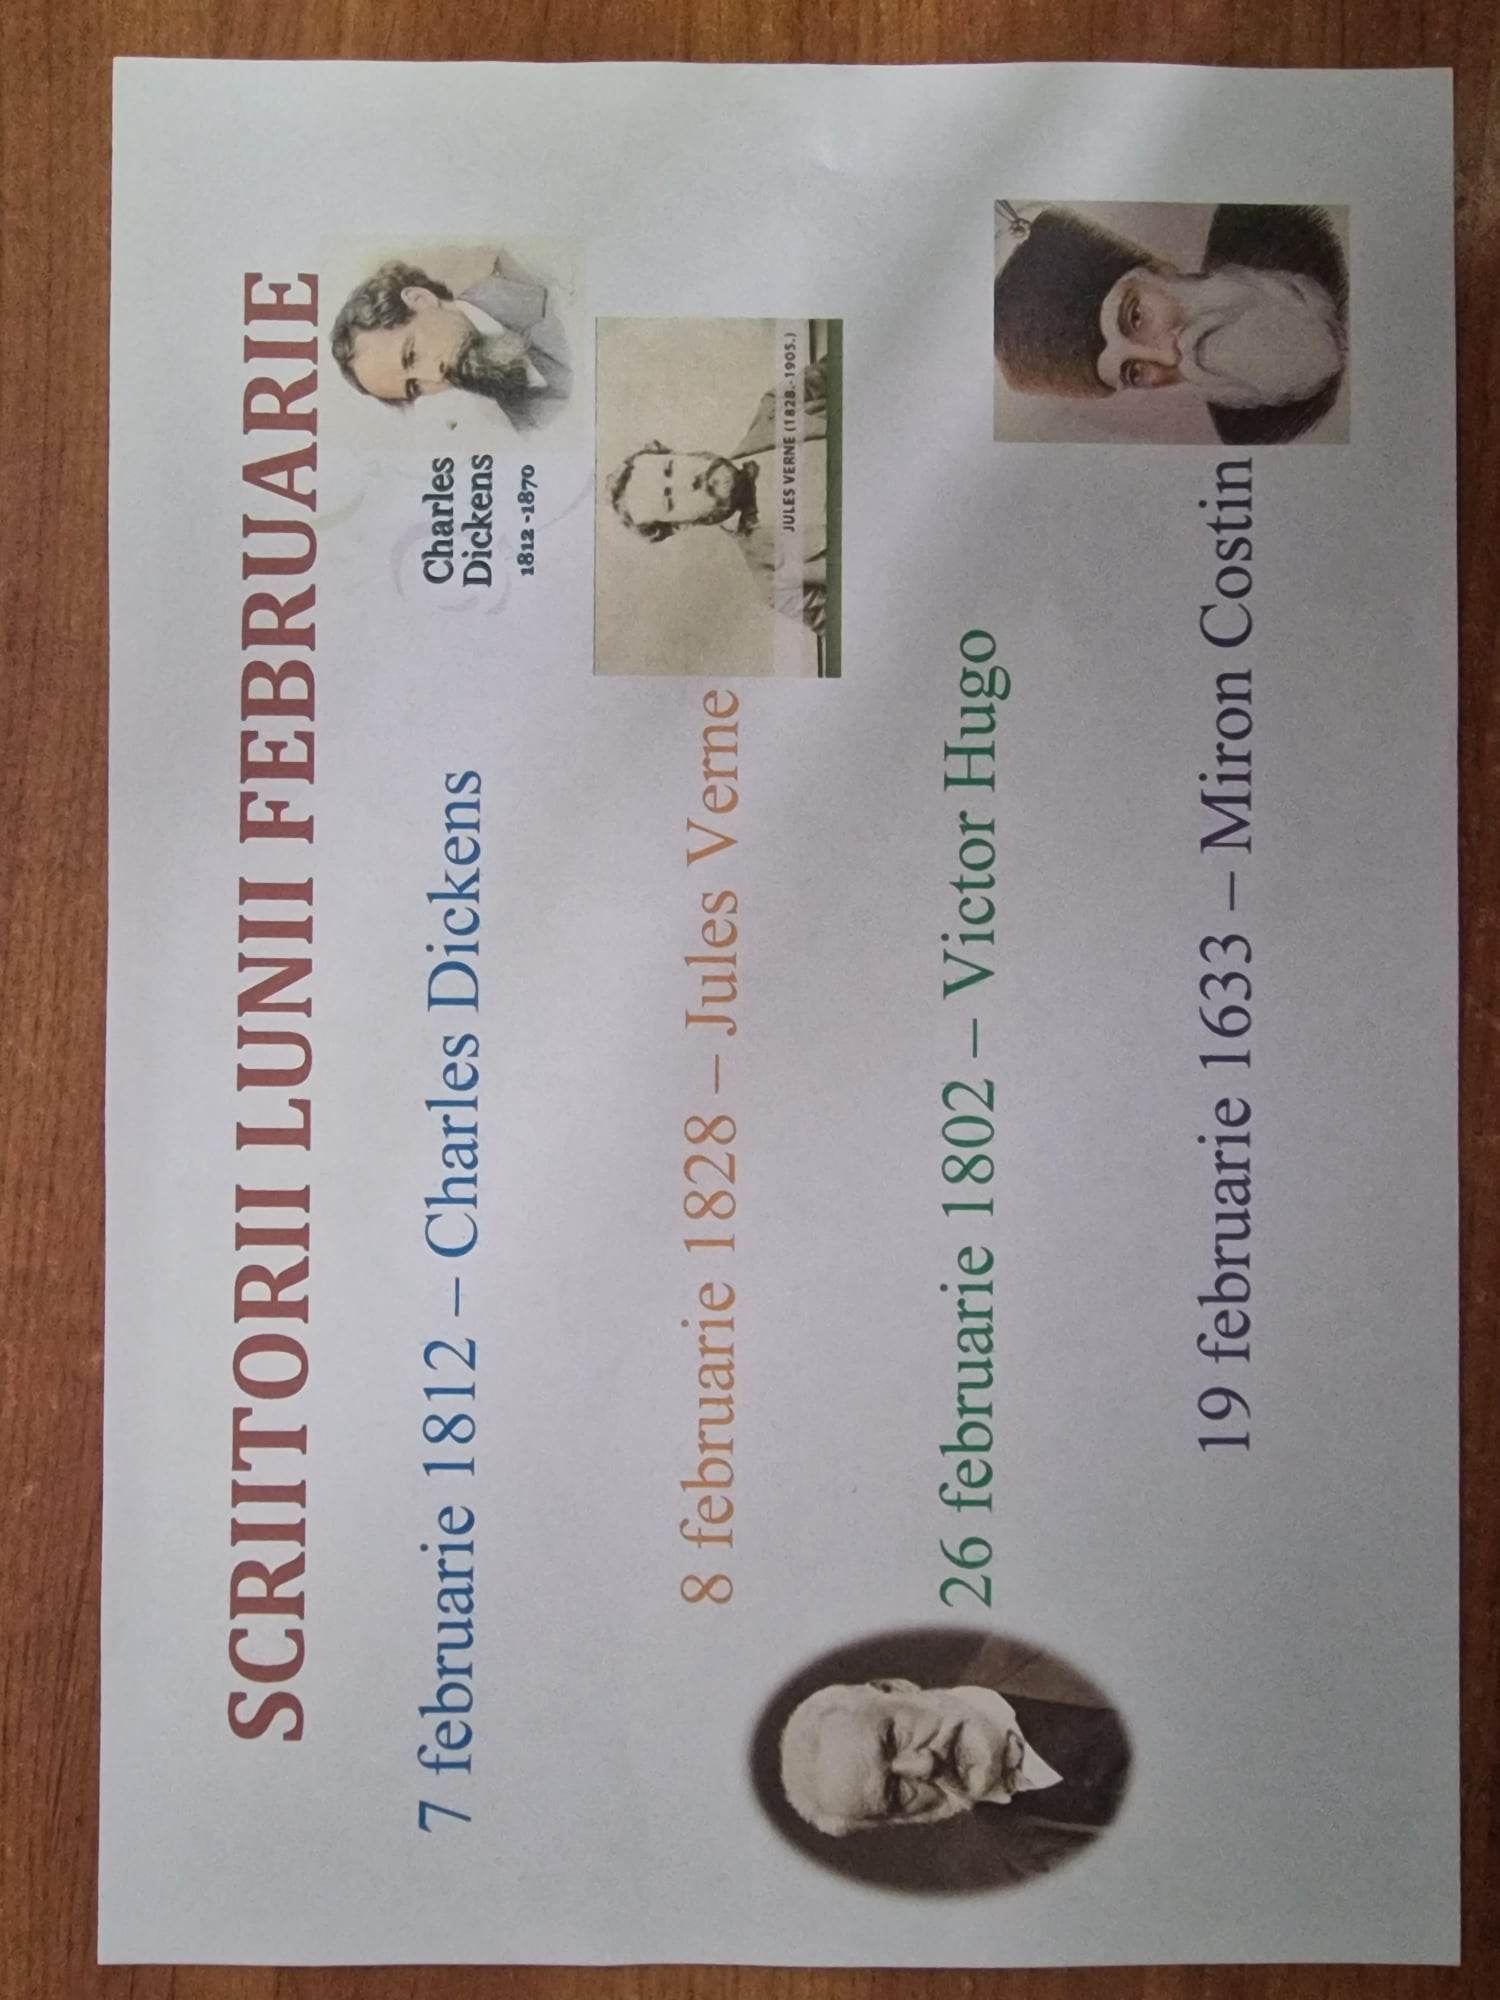 SCRIITORII LUNII FEBRUARIE
7 februarie 1812 – Charles Dickens
Charles
Dickens
1812 -1870
8 februarie 1828 – Jules Verne
JULES VERNE (1828.-1905.)
26 februarie 1802 – Victor Hugo
19 februarie 1633 – Miron Costin